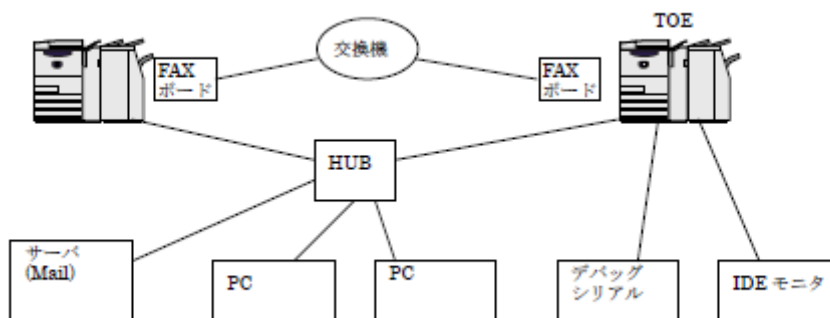 TOE
交換機
FAX
ボード
FAX
ボード
HUB
サーバ
(Mail)
PC
PC
デバッグ
シリアル
IDE モニタ